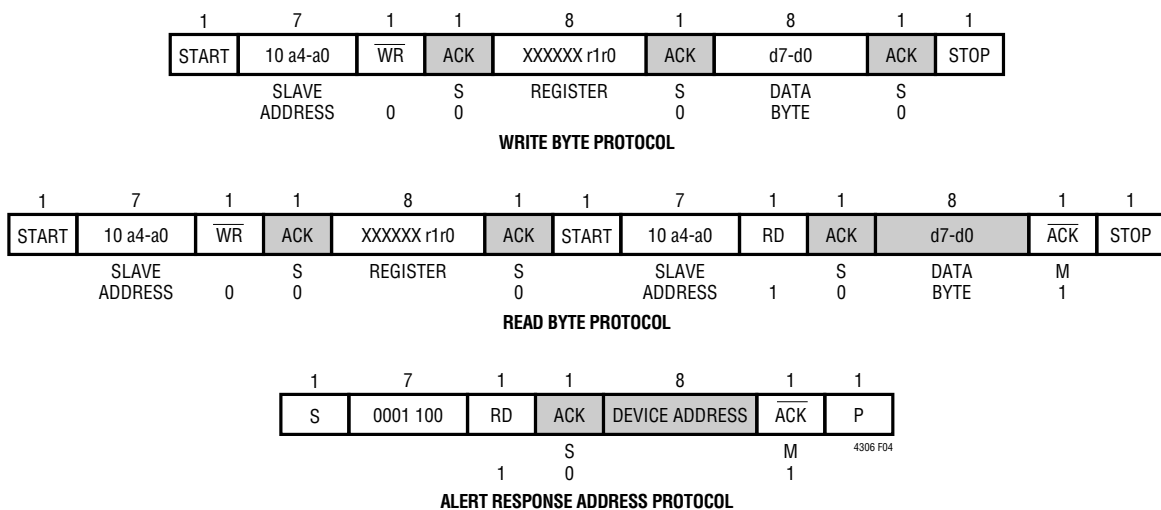 1 7 1 1 8 1 8 1 1
START 10 a4-a0 WR ACK XXXXXX r1r0 ACK d7-d0 ACK STOP
SLAVE S REGISTER S DATA S
ADDRESS 0 0 0 BYTE 0
WRITE BYTE PROTOCOL
1 7 1 1 8 1 1 7 1 1 8 1 1
START 10 a4-a0 WR ACK XXXXXX r1r0 ACK START 10 a4-a0 RD ACK d7-d0 ACK STOP
SLAVE S REGISTER S SLAVE S DATA M
ADDRESS 0 0 0 ADDRESS 1 0 BYTE 1
READ BYTE PROTOCOL
1 7 1 1 8 1 1
S 0001 100 RD ACK DEVICE ADDRESS ACK P
S M 4306 F04
1 0 1
ALERT RESPONSE ADDRESS PROTOCOL